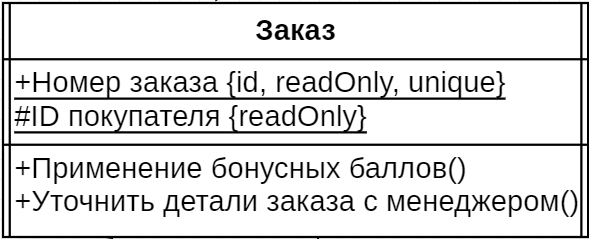 Заказ
+Номер заказа {id, readOnly, unique}
#ID покупателя {readOnly}
+Применение бонусных баллов()
+Уточнить детали заказа с менеджером()